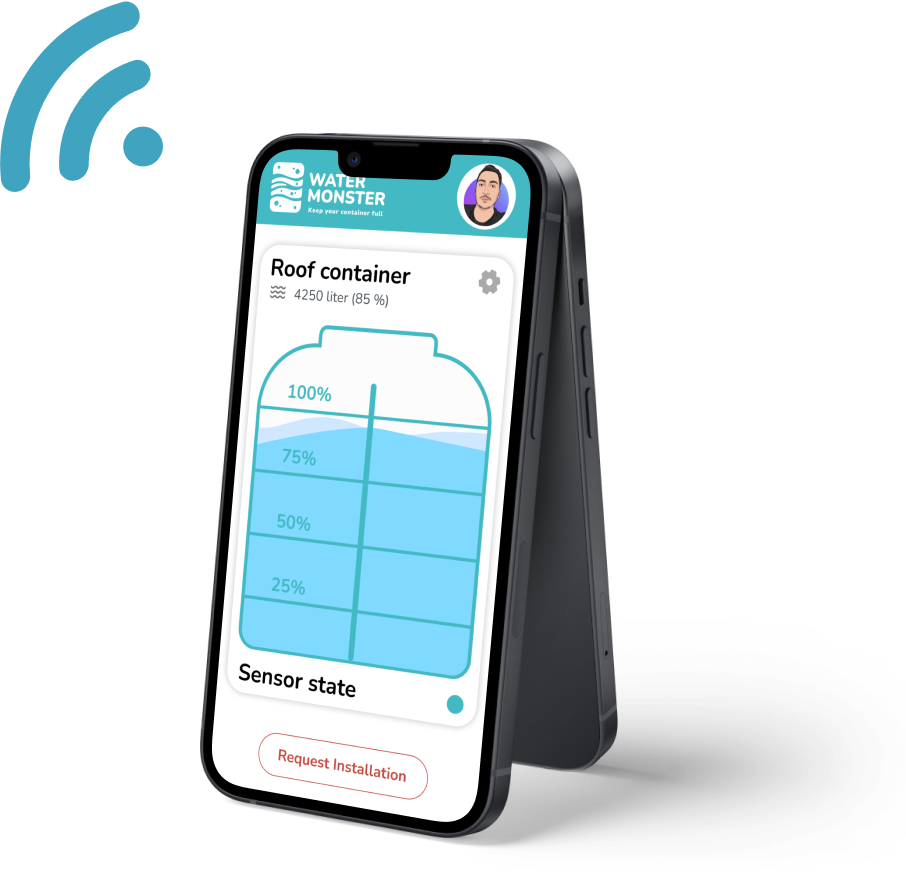 WATER
MONSTER
Keep your container full
Roof container
4250 liter (85 %)
100%
75%
50%
25%
Sensor state
Request Installation